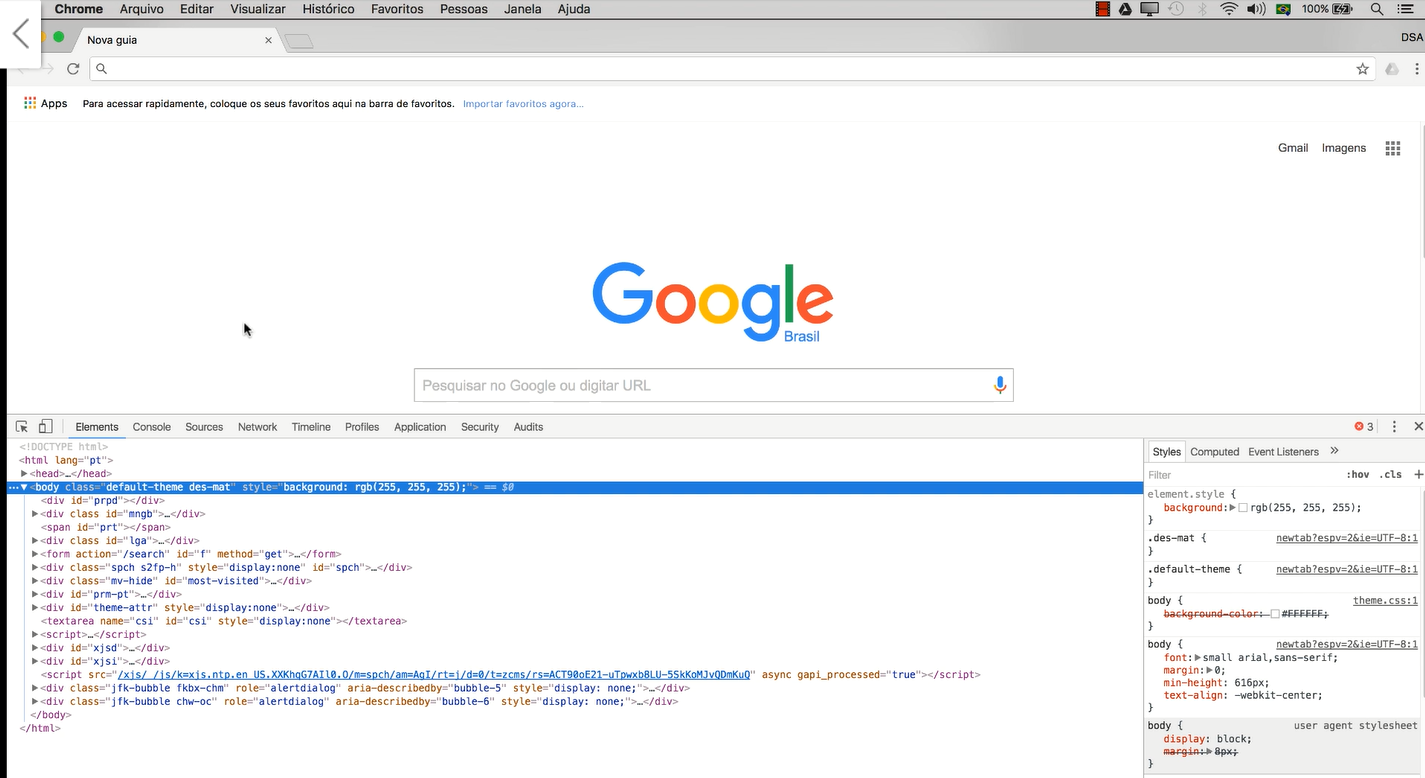 Chrome Arquivo Editar Visualizar Histórico Favoritos Pessoas Janela Ajuda 100%
Nova guia
DSA
Apps Para acessar rapidamente, coloque os seus favoritos aqui na barra de favoritos. Importar favoritos agora...
Gmail Imagens
Google
Brasil
Pesquisar no Google ou digitar URL
Elements Console Sources Network Timeline Profiles Application Security Audits 3
<!DOCTYPE html>
<html lang="pt">
<head>…</head>
<body class="default-theme des-mat" style="background: rgb(255, 255, 255);"> == $0
<div id="prpd"></div>
<div class id="mngb">…</div>
<span id="prt"></span>
<div class id="lga">…</div>
<form action="/search" id="f" method="get">…</form>
<div class="spch s2fp-h" style="display:none" id="spch">…</div>
<div class="mv-hide" id="most-visited">…</div>
<div id="prm-pt">…</div>
<div id="theme-attr" style="display:none">…</div>
<textarea name="csi" id="csi" style="display:none"></textarea>
<script>…</script>
<div id="xjsd">…</div>
<div id="xjsi">…</div>
<script src="/xjs/_/js/k=xjs.ntp.en_US.XXKhqG7AIl0.O/m=spch/am=AgI/rt=j/d=0/t=zcms/rs=ACT90oE21-uTpwxb8LU-5SkKoMJvQDmKuQ" async gapi_processed="true"></script>
<div class="jfk-bubble fkbx-chm" role="alertdialog" aria-describedby="bubble-5" style="display: none;">…</div>
<div class="jfk-bubble chw-oc" role="alertdialog" aria-describedby="bubble-6" style="display: none;">…</div>
</body>
</html>
Styles Computed Event Listeners »
Filter :hov .cls +
element.style {
background: rgb(255, 255, 255);
}
.des-mat { newtab?espv=2&ie=UTF-8:1
}
.default-theme { newtab?espv=2&ie=UTF-8:1
}
body { theme.css:1
background-color: #FFFFFF;
}
body { newtab?espv=2&ie=UTF-8:1
font: small arial,sans-serif;
margin: 0;
min-height: 616px;
text-align: -webkit-center;
}
body { user agent stylesheet
display: block;
margin: 8px;
}